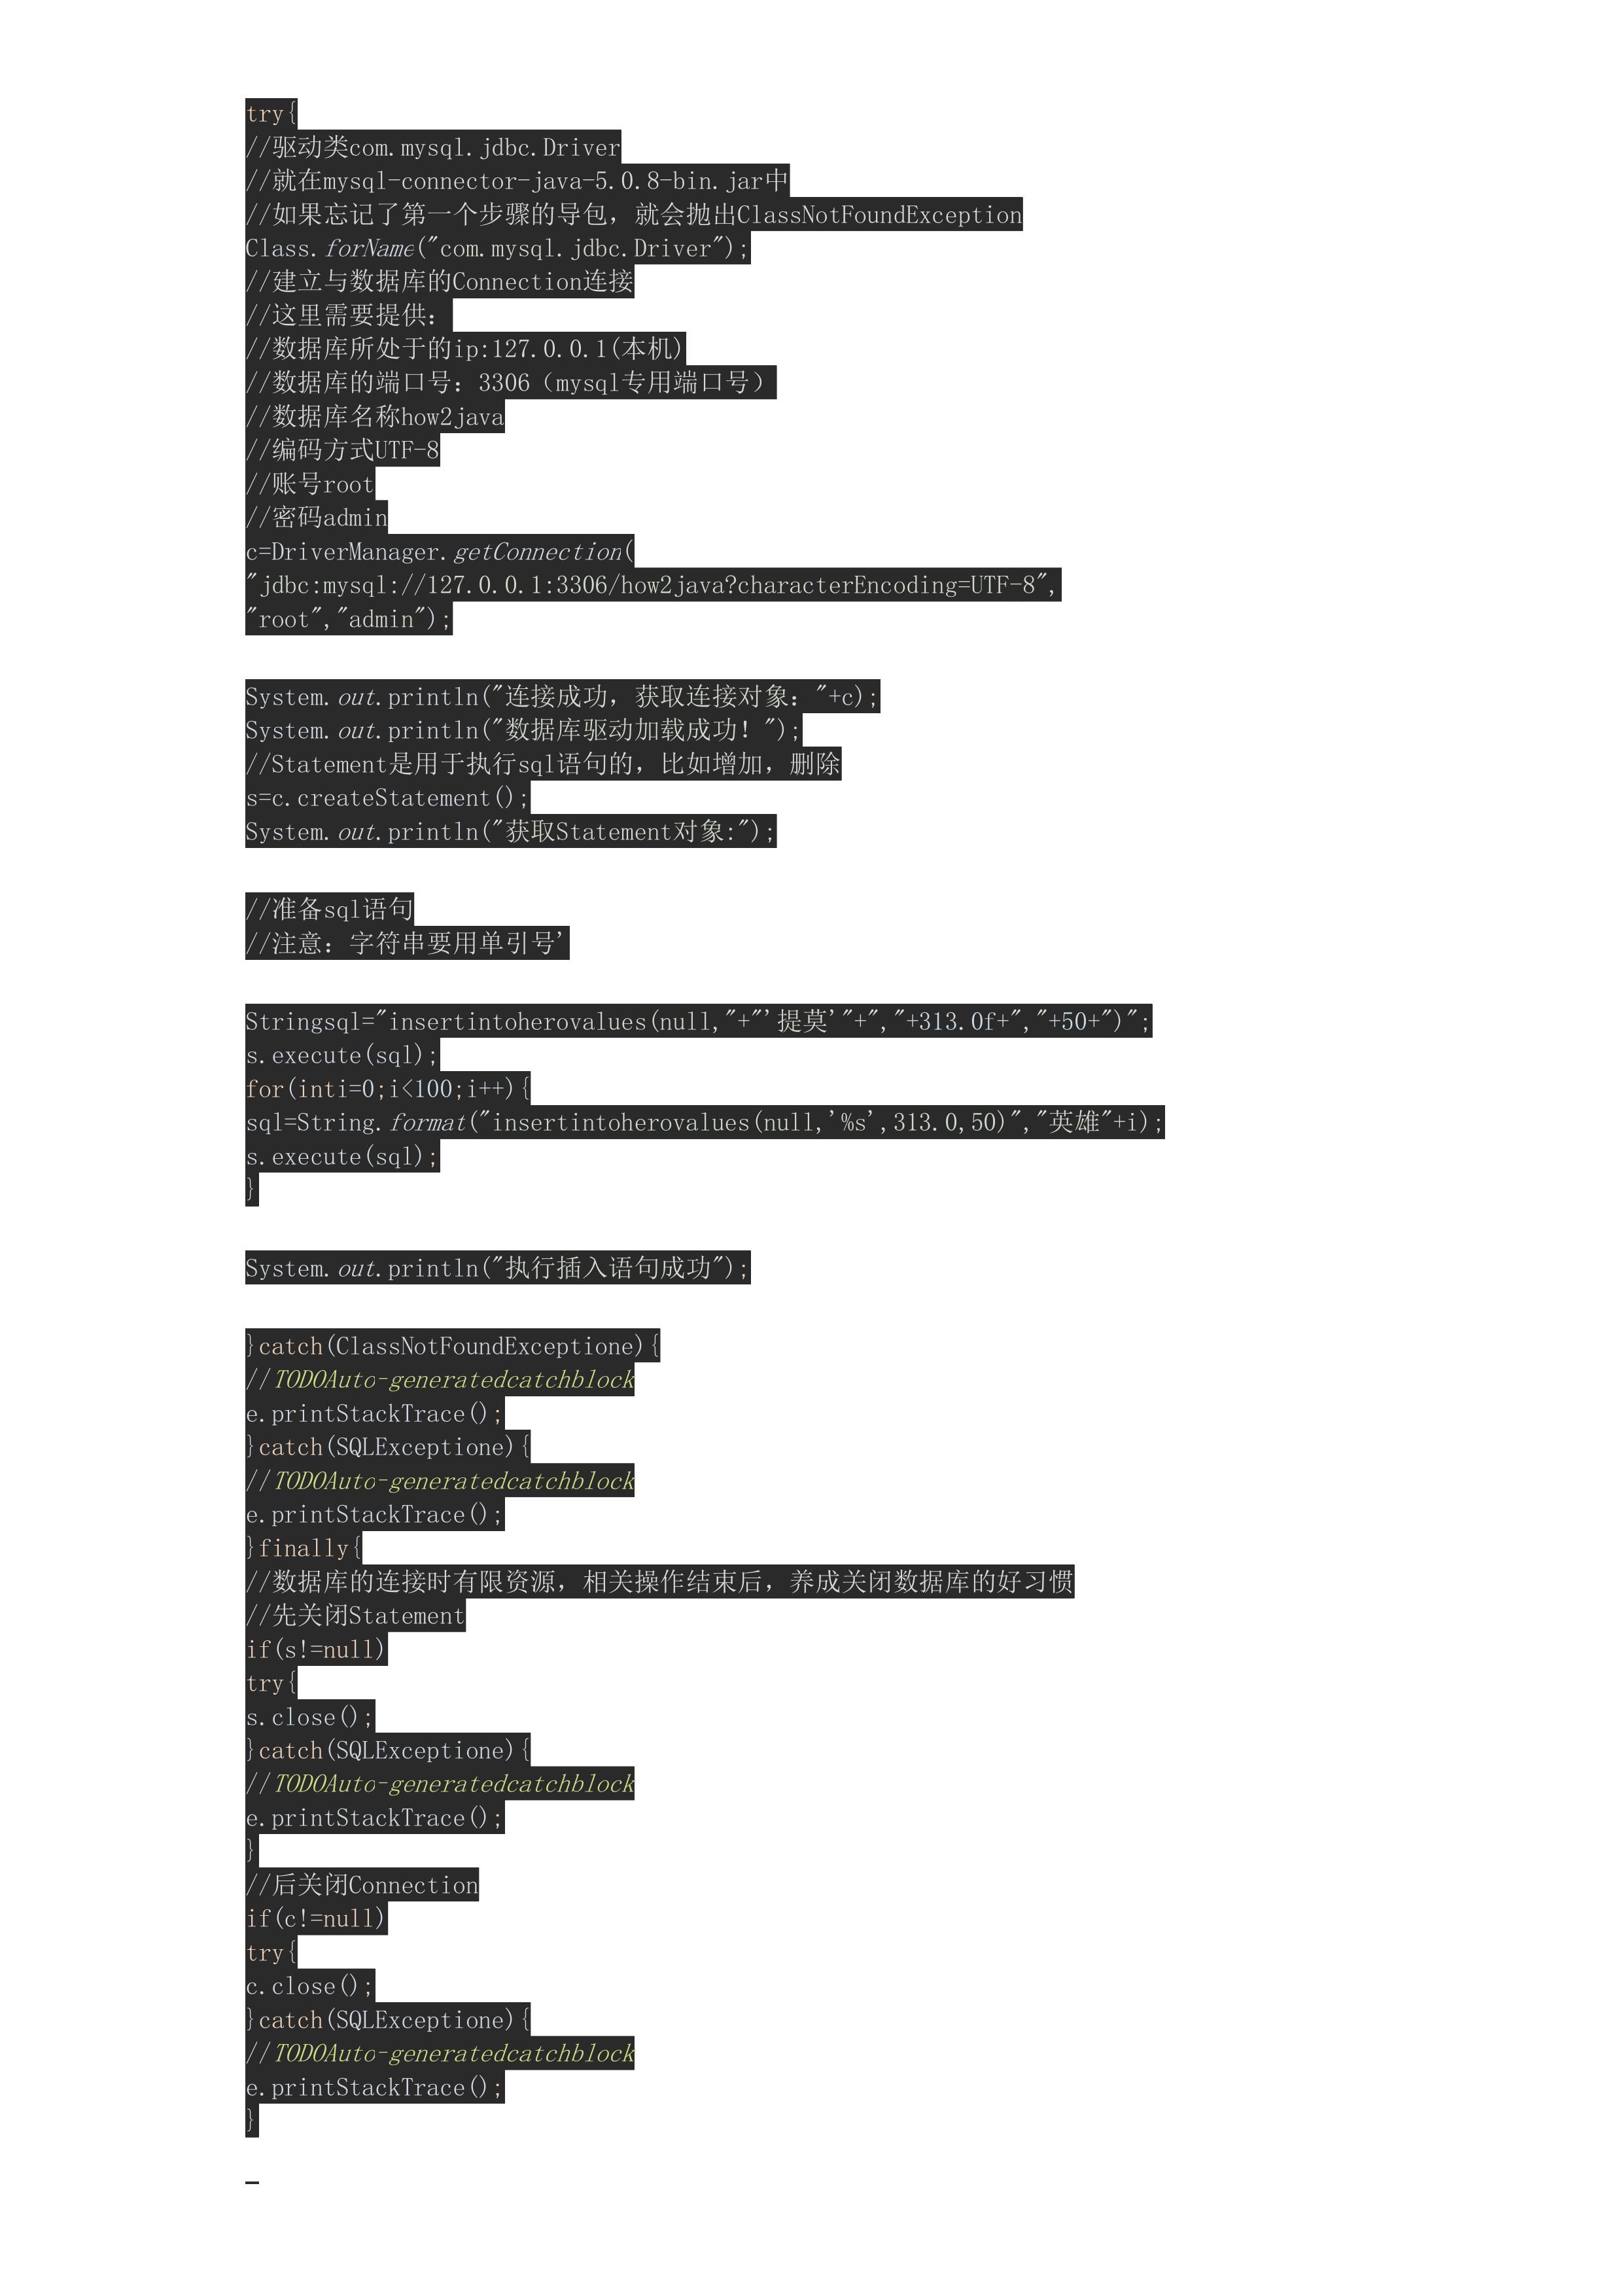 try{
//驱动类com.mysql.jdbc.Driver
//就在mysql-connector-java-5.0.8-bin.jar中
//如果忘记了第一个步骤的导包，就会抛出ClassNotFoundException
Class.forName("com.mysql.jdbc.Driver");
//建立与数据库的Connection连接
//这里需要提供：
//数据库所处于的ip:127.0.0.1(本机)
//数据库的端口号：3306（mysql专用端口号）
//数据库名称how2java
//编码方式UTF-8
//账号root
//密码admin
c=DriverManager.getConnection(
"jdbc:mysql://127.0.0.1:3306/how2java?characterEncoding=UTF-8",
"root","admin");
System.out.println("连接成功，获取连接对象："+c);
System.out.println("数据库驱动加载成功！");
//Statement是用于执行sql语句的，比如增加，删除
s=c.createStatement();
System.out.println("获取Statement对象:");
//准备sql语句
//注意：字符串要用单引号'
Stringsql="insertintoherovalues(null,"+"'提莫'"+","+313.0f+","+50+")";
s.execute(sql);
for(inti=0;i<100;i++){
sql=String.format("insertintoherovalues(null,'%s',313.0,50)","英雄"+i);
s.execute(sql);
}
System.out.println("执行插入语句成功");
}catch(ClassNotFoundExceptione){
//TODOAuto-generatedcatchblock
e.printStackTrace();
}catch(SQLExceptione){
//TODOAuto-generatedcatchblock
e.printStackTrace();
}finally{
//数据库的连接时有限资源，相关操作结束后，养成关闭数据库的好习惯
//先关闭Statement
if(s!=null)
try{
s.close();
}catch(SQLExceptione){
//TODOAuto-generatedcatchblock
e.printStackTrace();
}
//后关闭Connection
if(c!=null)
try{
c.close();
}catch(SQLExceptione){
//TODOAuto-generatedcatchblock
e.printStackTrace();
}